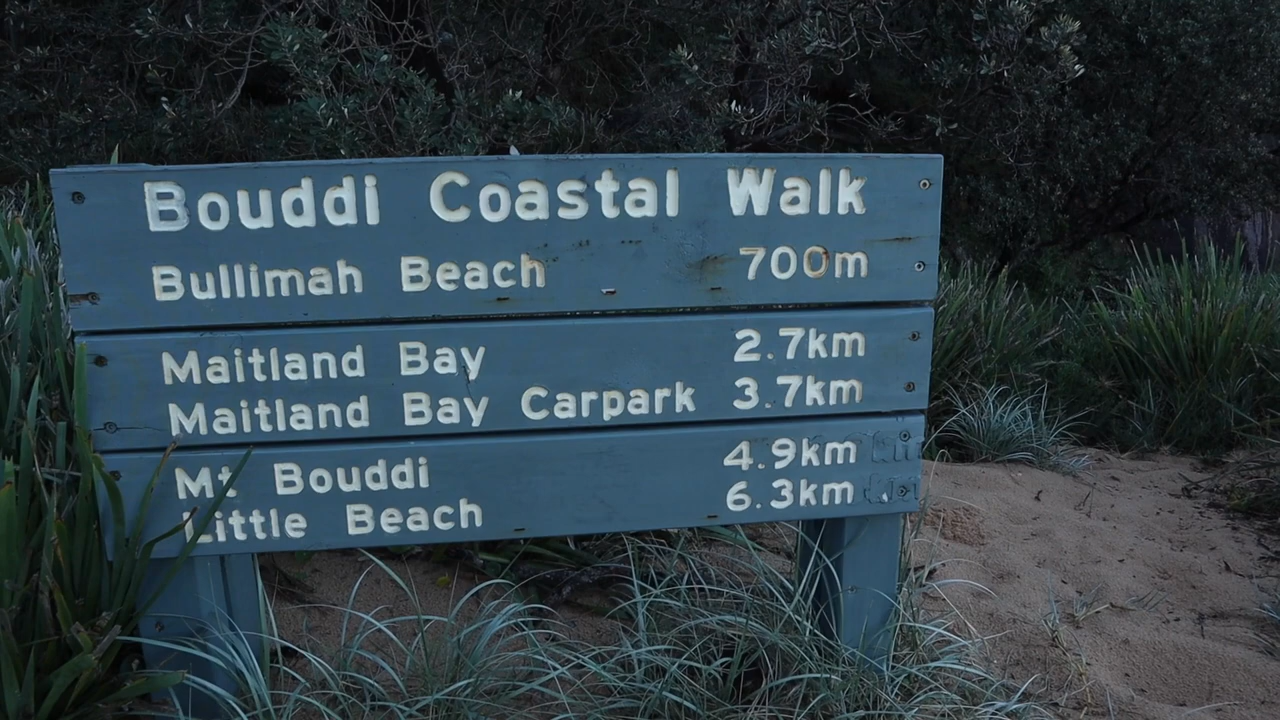 Bouddi Coastal Walk
Bullimah Beach 700m
Maitland Bay 2.7km
Maitland Bay Carpark 3.7km
Mt Bouddi 4.9km
Little Beach 6.3km